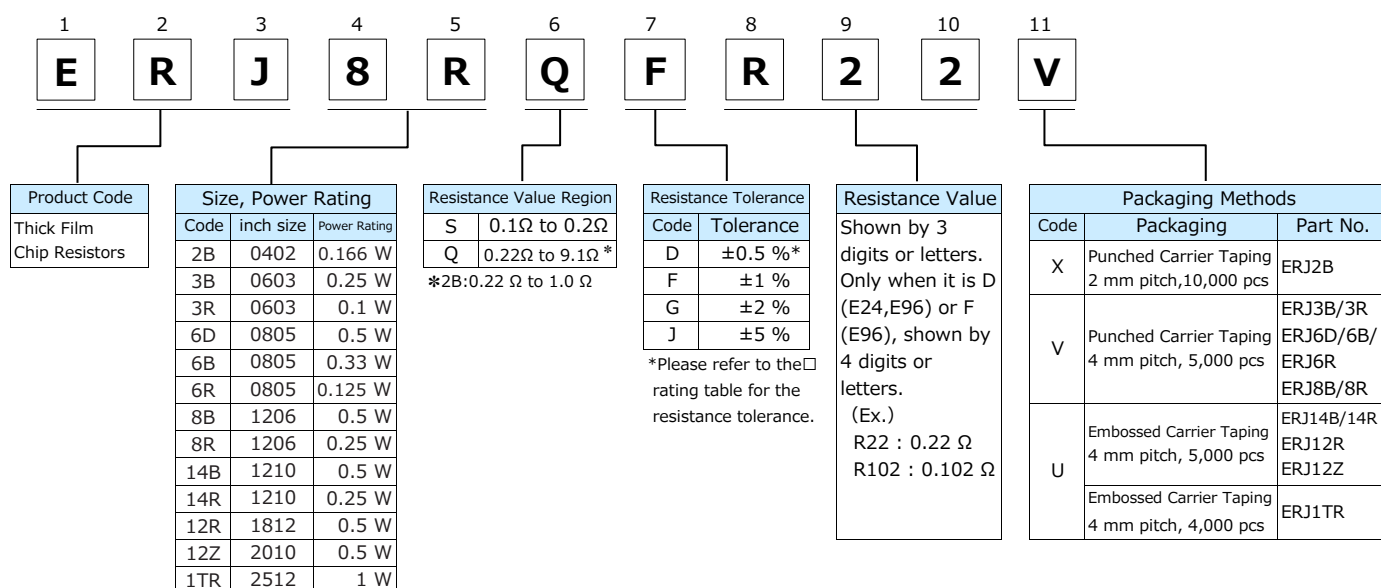 1 2 3 4 5 6 7 8 9 10 11
E R J 8 R Q F R 2 2 V
Product Code
Thick Film
Chip Resistors
Size, Power Rating
Code inch size Power Rating
2B 0402 0.166 W
3B 0603 0.25 W
3R 0603 0.1 W
6D 0805 0.5 W
6B 0805 0.33 W
6R 0805 0.125 W
8B 1206 0.5 W
8R 1206 0.25 W
14B 1210 0.5 W
14R 1210 0.25 W
12R 1812 0.5 W
12Z 2010 0.5 W
1TR 2512 1 W
Resistance Value Region
S 0.1Ω to 0.2Ω
Q 0.22Ω to 9.1Ω *
*2B:0.22 Ω to 1.0 Ω
Resistance Tolerance
Code Tolerance
D ±0.5 %*
F ±1 %
G ±2 %
J ±5 %
*Please refer to the□
rating table for the
resistance tolerance.
Resistance Value
Shown by 3
digits or letters.
Only when it is D
(E24,E96) or F
(E96), shown by
4 digits or
letters.
(Ex.)
R22 : 0.22 Ω
R102 : 0.102 Ω
Packaging Methods
Code Packaging Part No.
X
Punched Carrier Taping
2 mm pitch,10,000 pcs
ERJ2B
V
Punched Carrier Taping
4 mm pitch, 5,000 pcs
ERJ3B/3R
ERJ6D/6B/
ERJ6R
ERJ8B/8R
U
Embossed Carrier Taping
4 mm pitch, 5,000 pcs
ERJ14B/14R
ERJ12R
ERJ12Z
Embossed Carrier Taping
4 mm pitch, 4,000 pcs
ERJ1TR